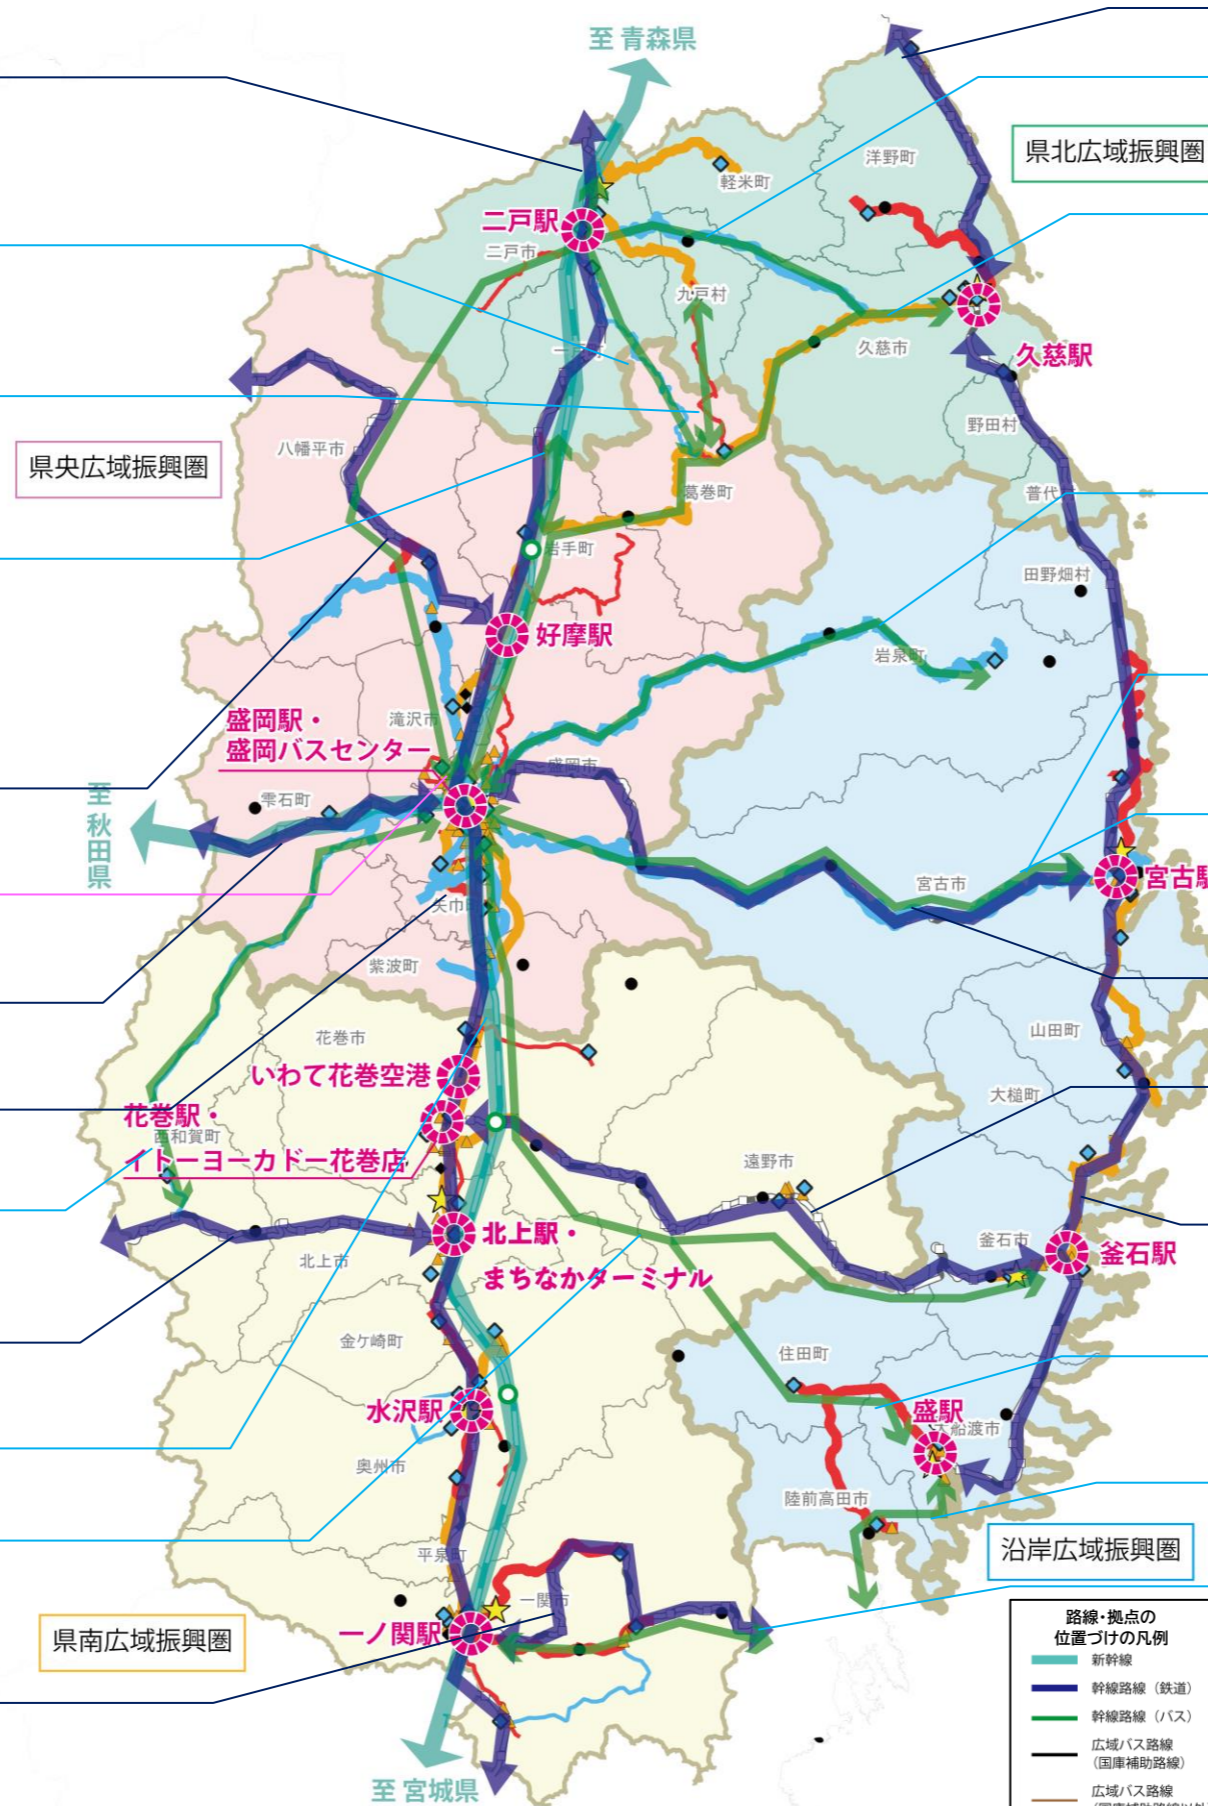 至 青森県
県北広域振興圏
洋野町
軽米町
二戸駅
二戸市
九戸村
久慈市
久慈駅
野田村
八幡平市
県央広域振興圏
葛巻町
岩手町
田野畑村
好摩駅
岩泉町
滝沢市
盛岡駅・
盛岡バスセンター
盛岡市
至
秋
田
県
雫石町
宮古市
矢巾町
紫波町
花巻市
山田町
いわて花巻空港
大槌町
花巻駅・
西和賀町
イトーヨーカドー花巻店
遠野市
北上駅・
まちなかターミナル
北上市
釜石市
釜石駅
金ケ崎町
住田町
水沢駅
盛駅
奥州市
陸前高田市
平泉町
沿岸広域振興圏
一関市
一ノ関駅
県南広域振興圏
至 宮城県
路線・拠点の
位置づけの凡例
新幹線
幹線路線（鉄道）
幹線路線（バス）
広域バス路線
（国庫補助路線）
広域バス路線